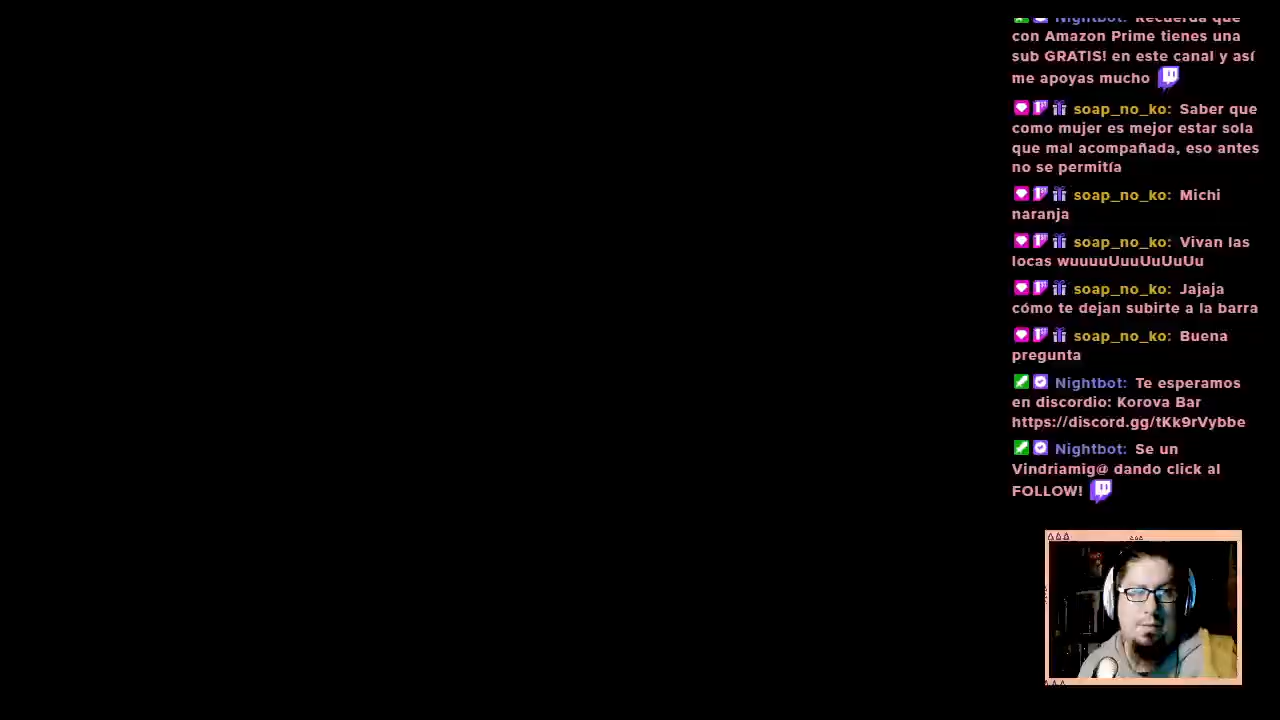 Nightbot: Recuerda que
con Amazon Prime tienes una
sub GRATIS! en este canal y así
me apoyas mucho
soap_no_ko: Saber que
como mujer es mejor estar sola
que mal acompañada, eso antes
no se permitía
soap_no_ko: Michi
naranja
soap_no_ko: Vivan las
locas wuuuuUuuUuUuUu
soap_no_ko: Jajaja
cómo te dejan subirte a la barra
soap_no_ko: Buena
pregunta
Nightbot: Te esperamos
en discordio: Korova Bar
https://discord.gg/tKk9rVybbe
Nightbot: Se un
Vindriamig@ dando click al
FOLLOW!